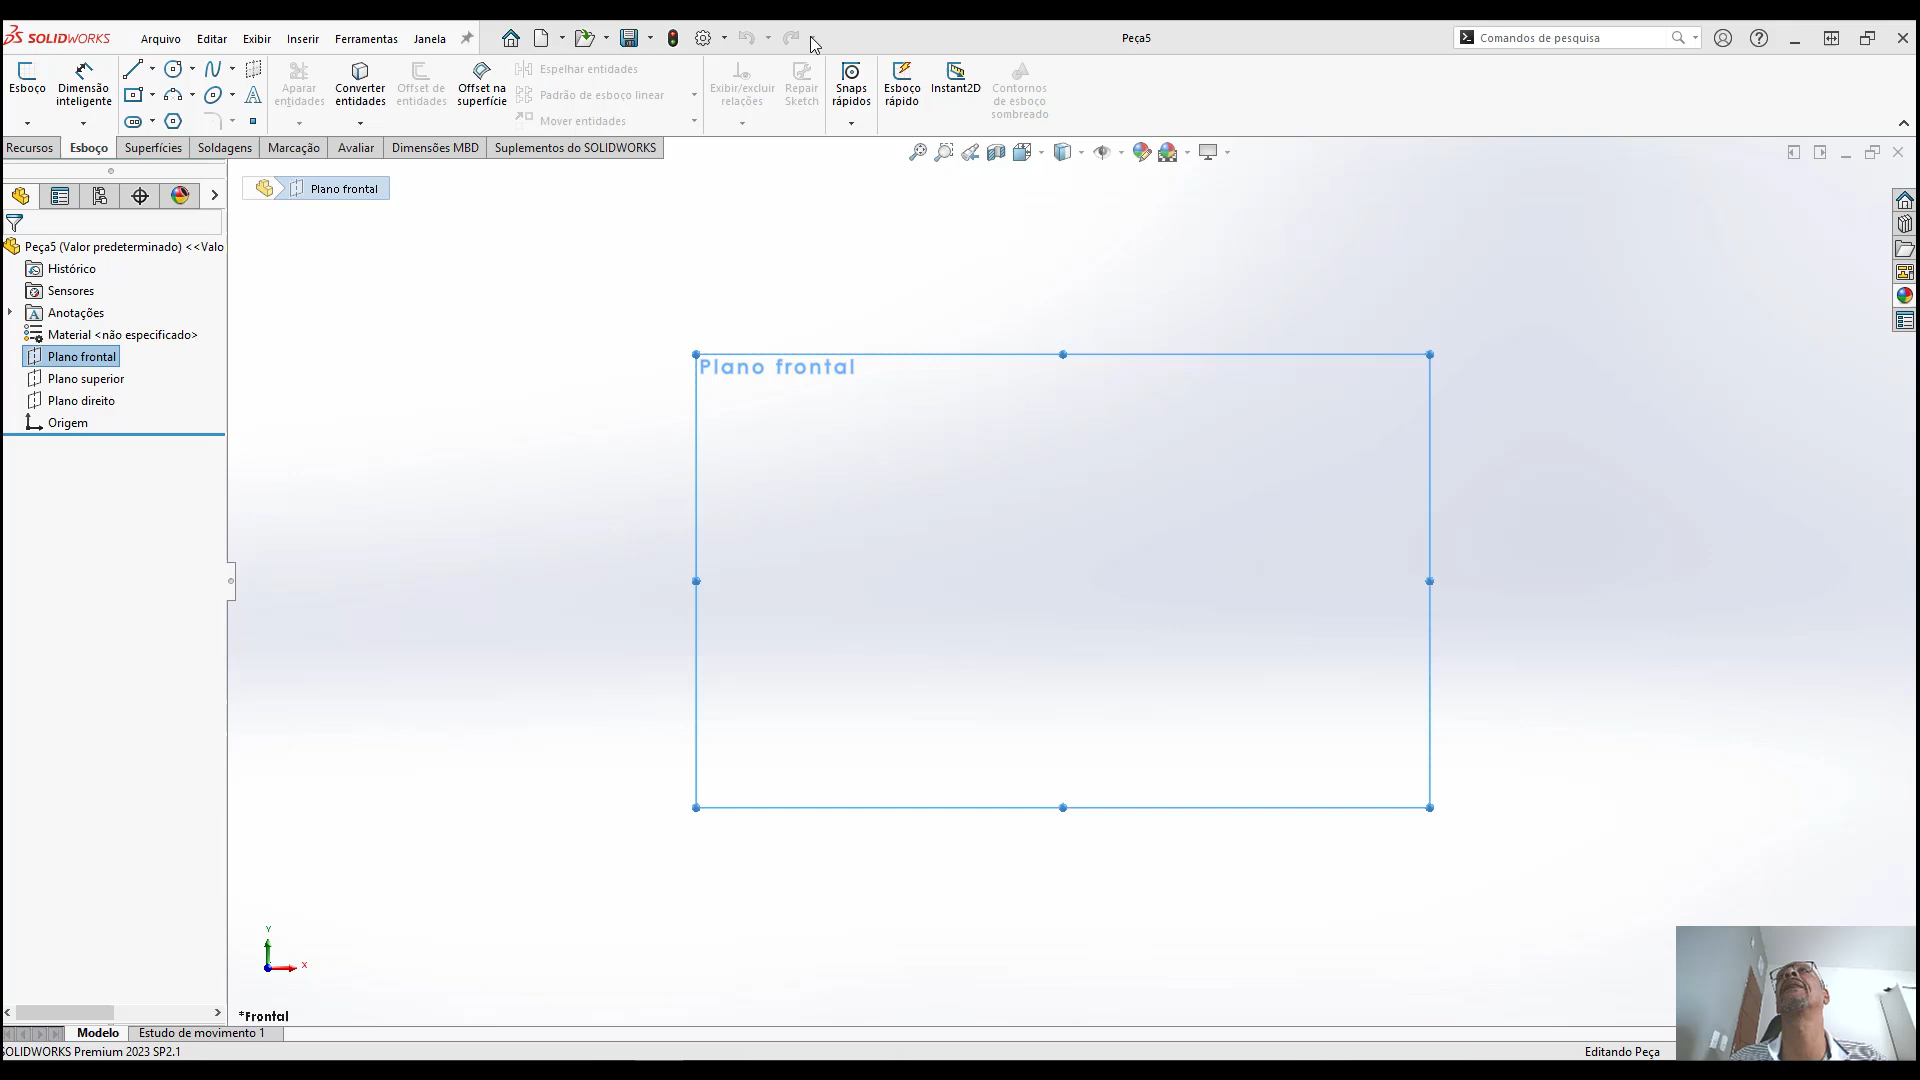 SOLIDWORKS
Arquivo Editar Exibir Inserir Ferramentas Janela
Peça5
Comandos de pesquisa
Esboço
Dimensão inteligente
Aparar entidades
Converter entidades
Offset de entidades
Offset na superfície
Espelhar entidades
Padrão de esboço linear
Mover entidades
Exibir/excluir relações
Repair Sketch
Snaps rápidos
Esboço rápido
Instant2D
Contornos de esboço sombreado
Recursos Esboço Superfícies Soldagens Marcação Avaliar Dimensões MBD Suplementos do SOLIDWORKS
Plano frontal
Peça5 (Valor predeterminado) <<Valo
Histórico
Sensores
Anotações
Material <não especificado>
Plano frontal
Plano superior
Plano direito
Origem
Plano frontal
Y
X
*Frontal
Modelo Estudo de movimento 1
SOLIDWORKS Premium 2023 SP2.1
Editando Peça